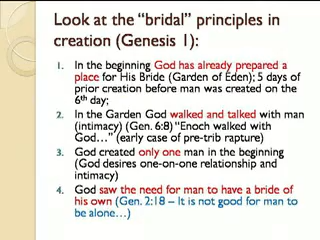 Look at the “bridal” principles in
creation (Genesis 1):
1. In the beginning God has already prepared a
place for His Bride (Garden of Eden); 5 days of
prior creation before man was created on the
6th day;
2. In the Garden God walked and talked with man
(intimacy) (Gen. 6:8) “Enoch walked with
God…” (early case of pre-trib rapture)
3. God created only one man in the beginning
(God desires one-on-one relationship and
intimacy)
4. God saw the need for man to have a bride of
his own (Gen. 2:18 – It is not good for man to
be alone…)